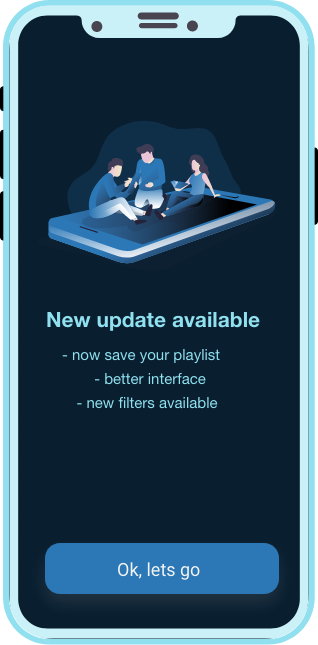 New update available
- now save your playlist
- better interface
- new filters available
Ok, lets go